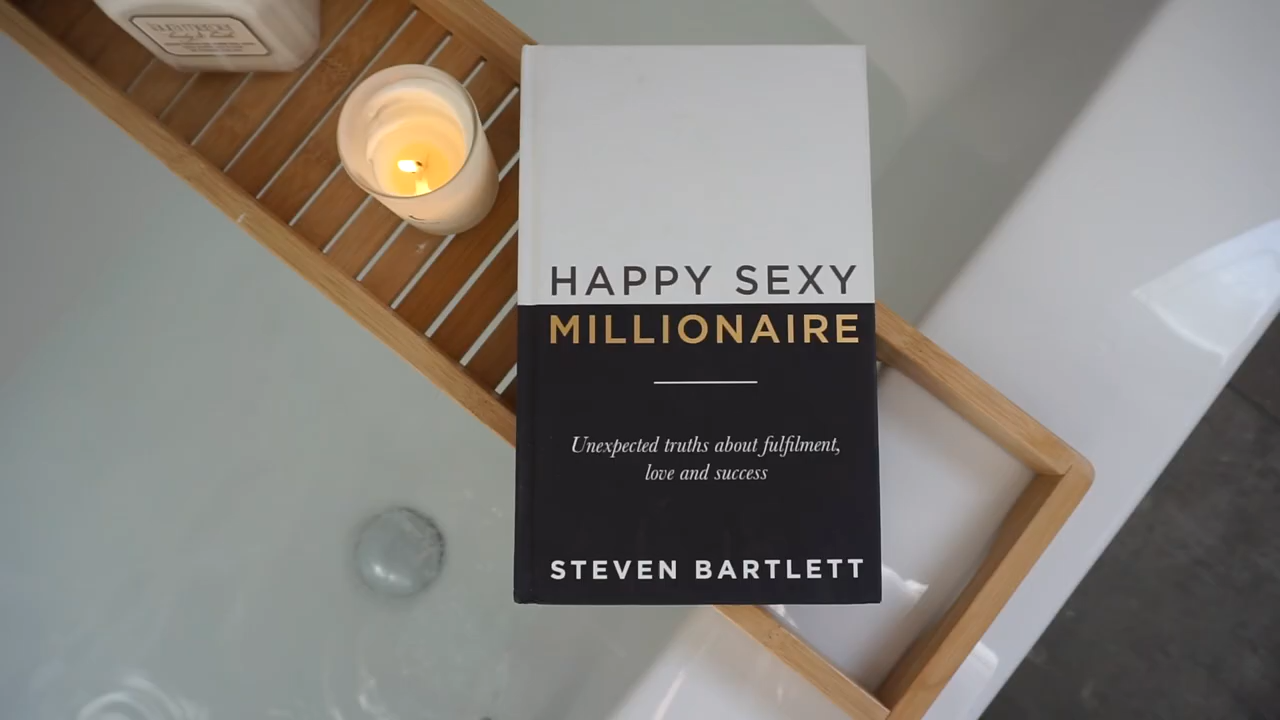 HAPPY SEXY
MILLIONAIRE
Unexpected truths about fulfilment,
love and success
STEVEN BARTLETT